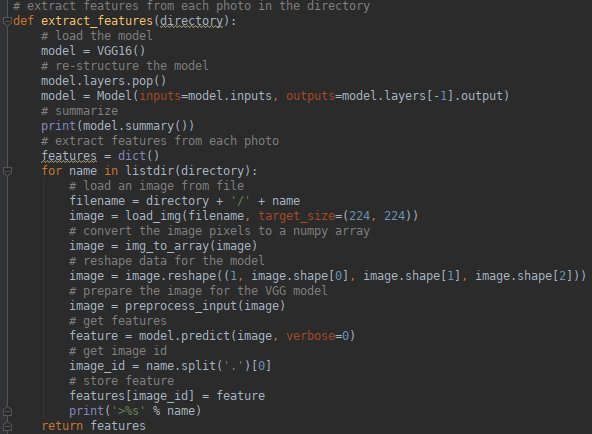 # extract features from each photo in the directory
def extract_features(directory):
    # load the model
    model = VGG16()
    # re-structure the model
    model.layers.pop()
    model = Model(inputs=model.inputs, outputs=model.layers[-1].output)
    # summarize
    print(model.summary())
    # extract features from each photo
    features = dict()
    for name in listdir(directory):
        # load an image from file
        filename = directory + '/' + name
        image = load_img(filename, target_size=(224, 224))
        # convert the image pixels to a numpy array
        image = img_to_array(image)
        # reshape data for the model
        image = image.reshape((1, image.shape[0], image.shape[1], image.shape[2]))
        # prepare the image for the VGG model
        image = preprocess_input(image)
        # get features
        feature = model.predict(image, verbose=0)
        # get image id
        image_id = name.split('.')[0]
        # store feature
        features[image_id] = feature
        print('>%s' % name)
    return features